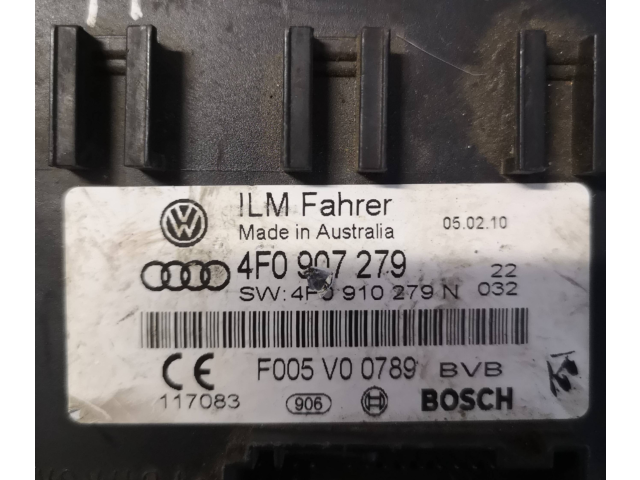 ILM Fahrer
Made in Australia
05.02.10
4F0 907 279
22
SW: 4F0 910 279 N 032
F005 V0 0789 BVB
CE
117083
906
BOSCH